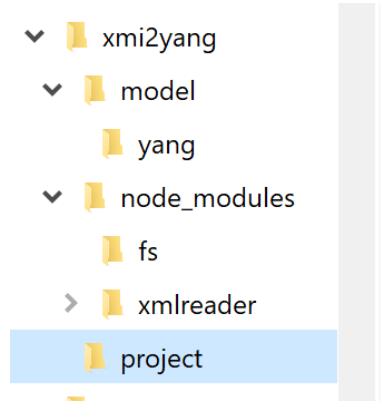 xmi2yang
model
yang
node_modules
fs
xmlreader
project